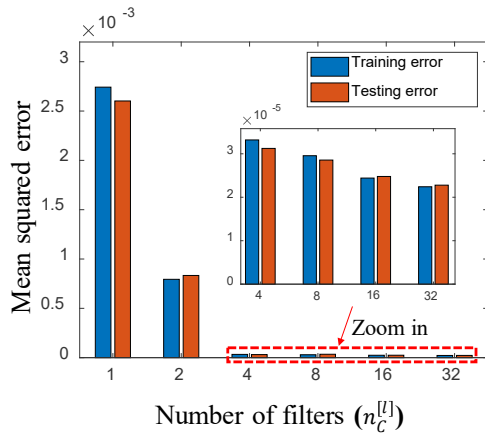 × 10⁻³
3
2.5
2
1.5
1
0.5
0
Mean squared error
Training error
Testing error
× 10⁻⁵
3
2
1
0
4 8 16 32
Zoom in
1 2 4 8 16 32
Number of filters (n_C^{[l]})